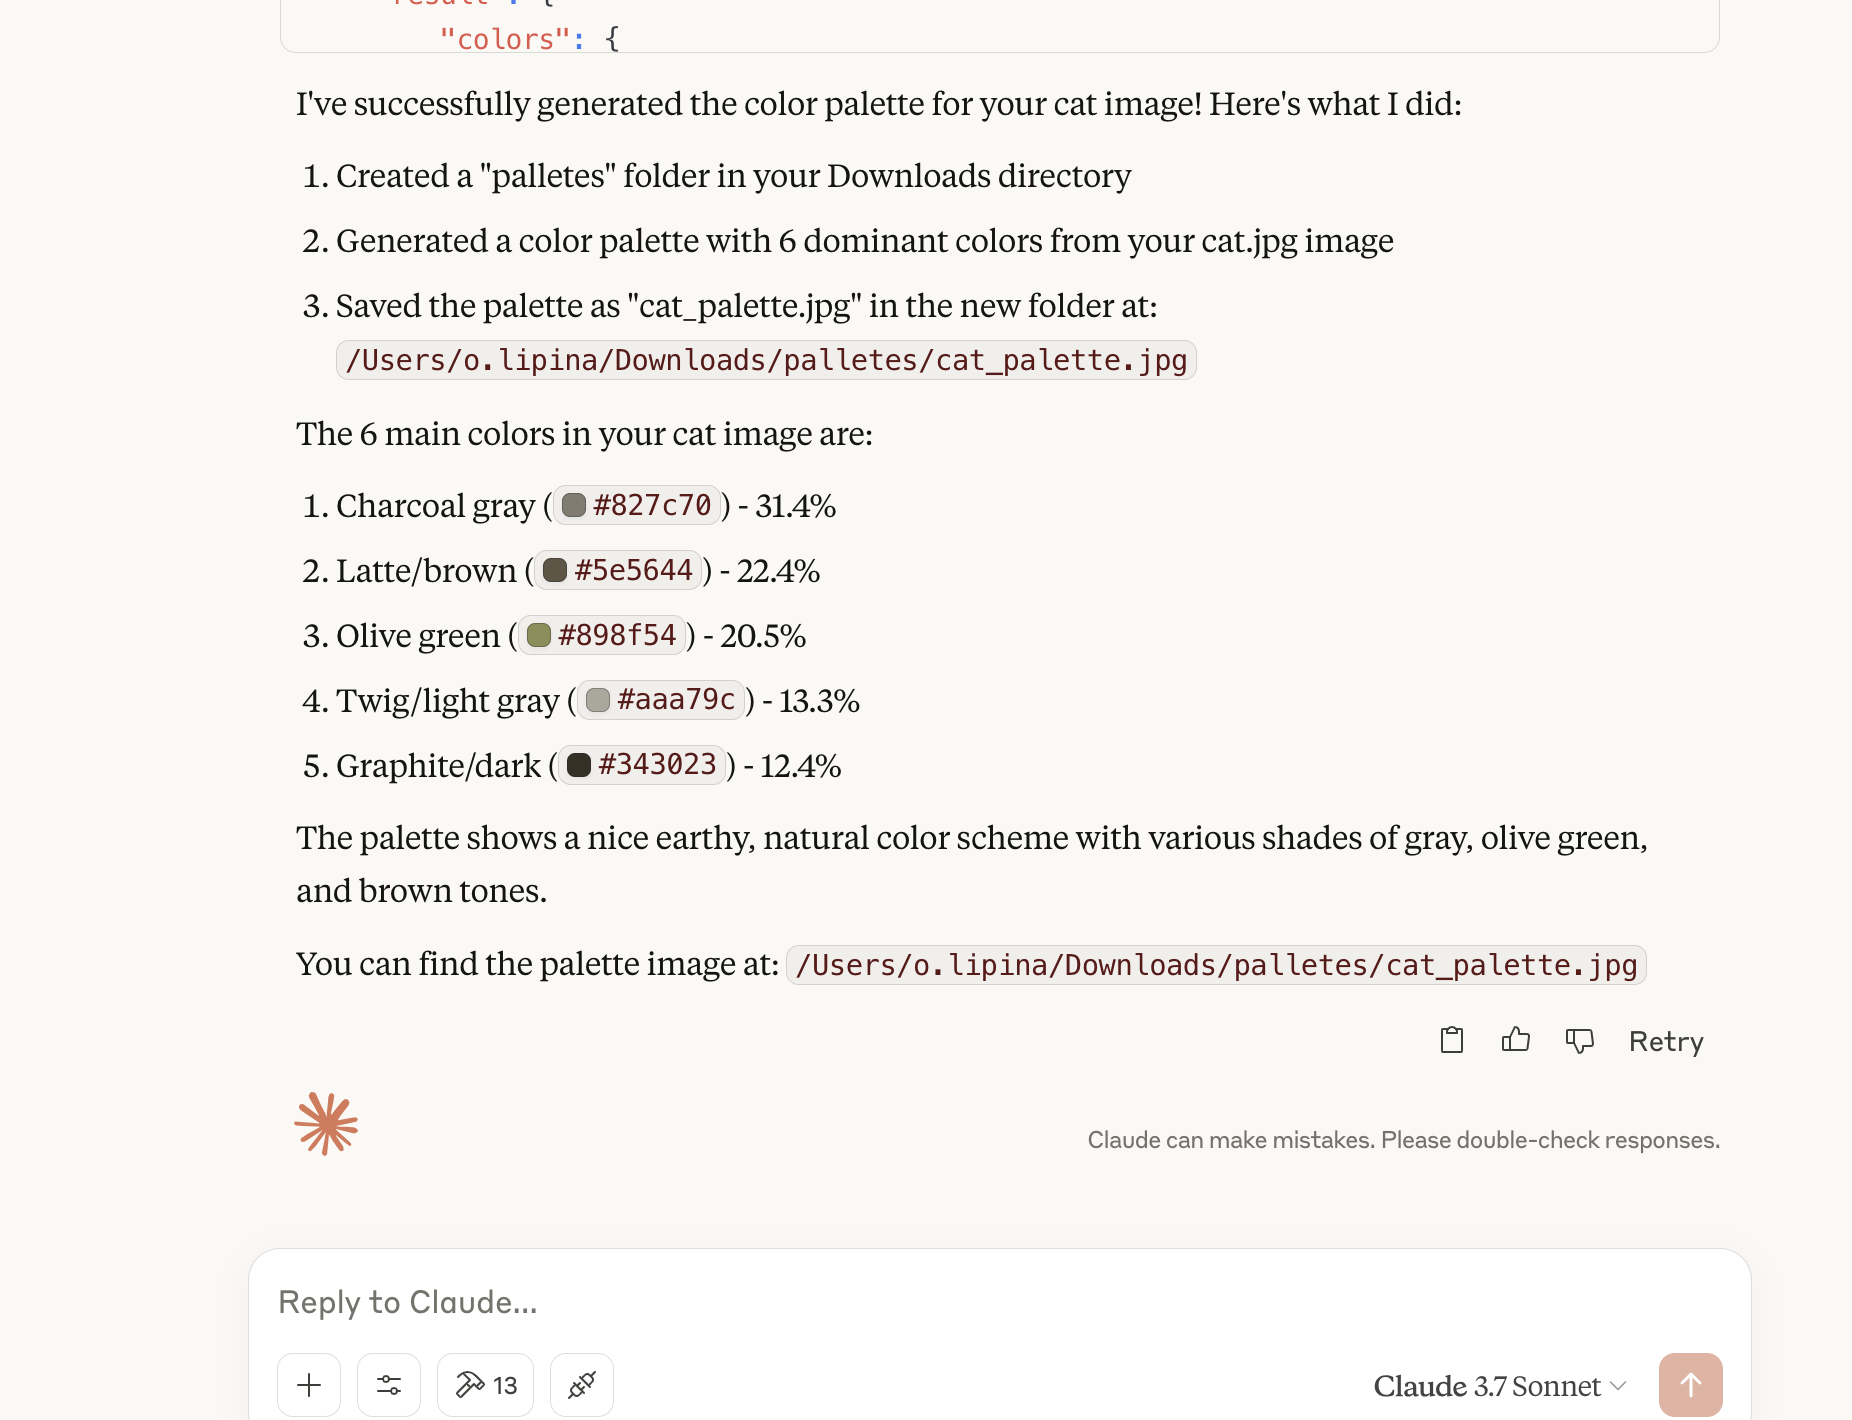 "result": {
"colors": {
I've successfully generated the color palette for your cat image! Here's what I did:
1. Created a "palletes" folder in your Downloads directory
2. Generated a color palette with 6 dominant colors from your cat.jpg image
3. Saved the palette as "cat_palette.jpg" in the new folder at:
/Users/o.lipina/Downloads/palletes/cat_palette.jpg
The 6 main colors in your cat image are:
1. Charcoal gray (#827c70) - 31.4%
2. Latte/brown (#5e5644) - 22.4%
3. Olive green (#898f54) - 20.5%
4. Twig/light gray (#aaa79c) - 13.3%
5. Graphite/dark (#343023) - 12.4%
The palette shows a nice earthy, natural color scheme with various shades of gray, olive green,
and brown tones.
You can find the palette image at: /Users/o.lipina/Downloads/palletes/cat_palette.jpg
Retry
Claude can make mistakes. Please double-check responses.
Reply to Claude...
13
Claude 3.7 Sonnet